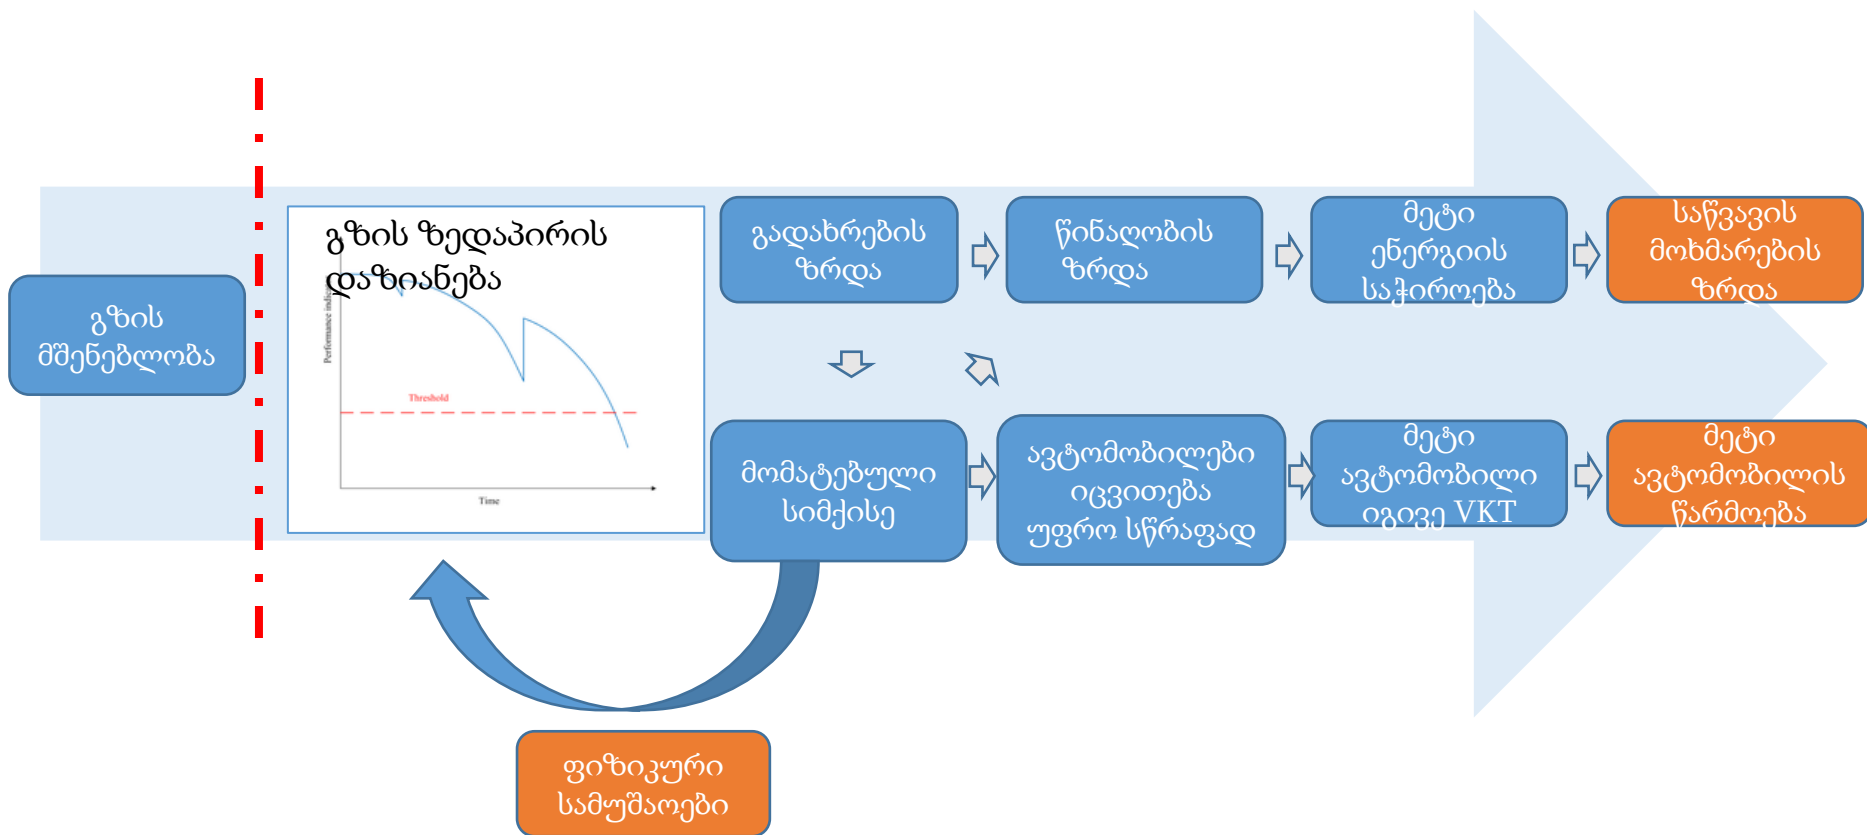 გზის
მშენებლობა
გზის ზედაპირის
დაზიანება
Threshold
Time
გადახრების
ზრდა
წინაღობის
ზრდა
მეტი
ენერგიის
საჭიროება
საწვავის
მოხმარების
ზრდა
მომატებული
სიმქისე
ავტომობილები
იცვითება
უფრო სწრაფად
მეტი
ავტომობილი
იგივე VKT
მეტი
ავტომობილის
წარმოება
ფიზიკური
სამუშაოები
Performance